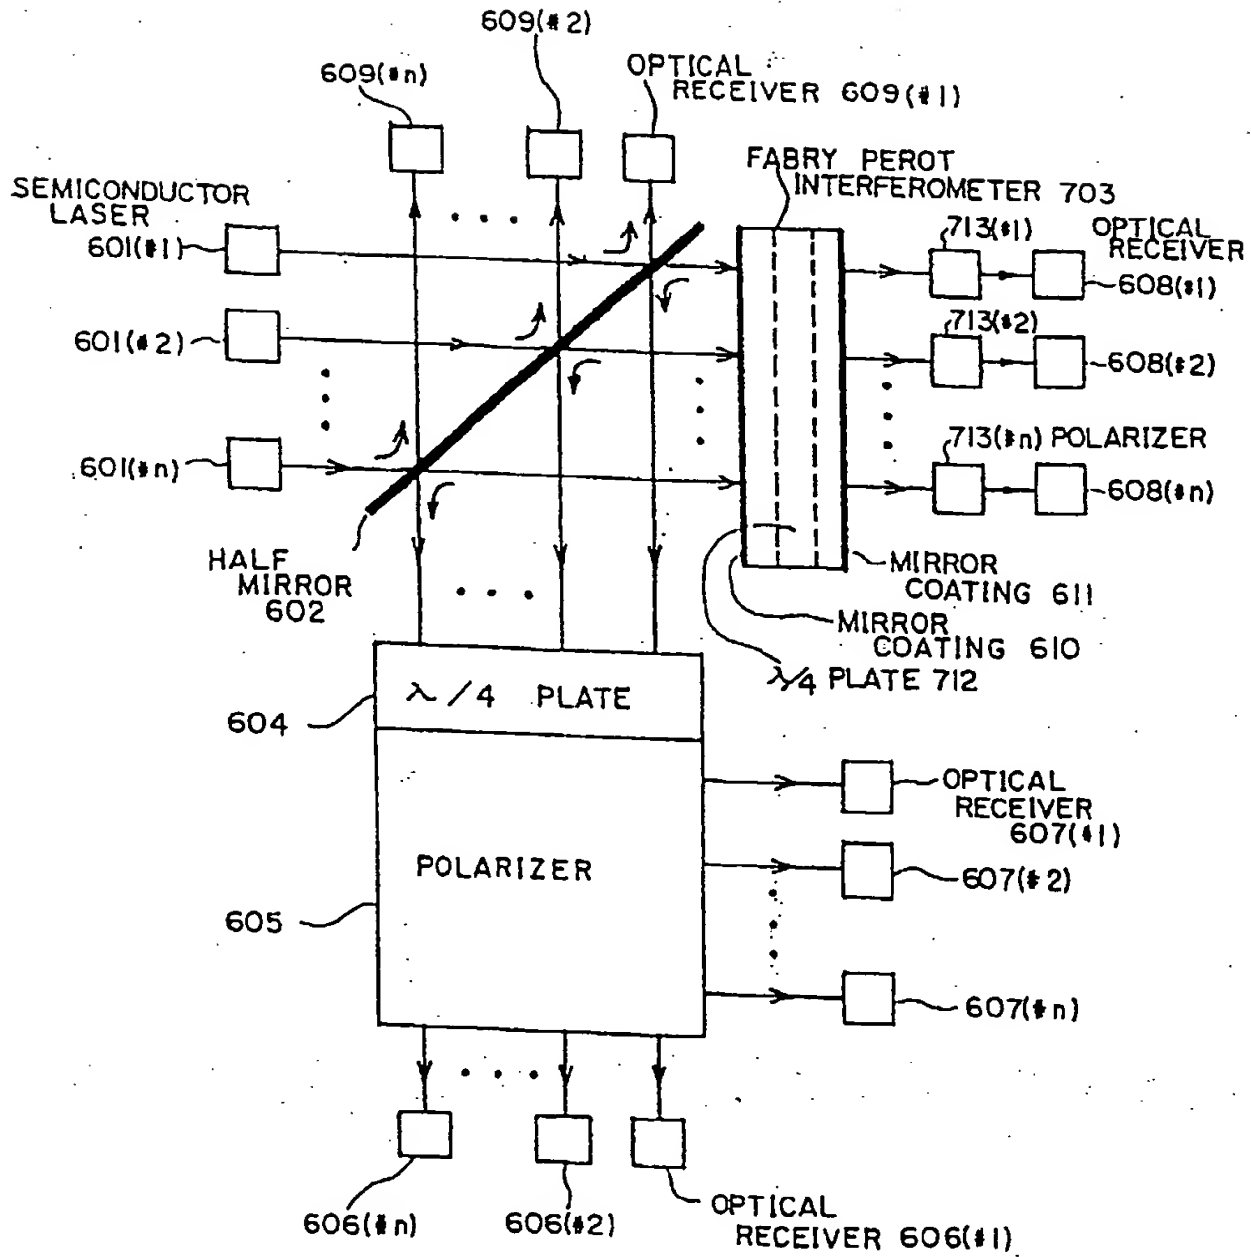 609(#2)
609(#n)
OPTICAL
RECEIVER 609(#1)
FABRY PEROT
INTERFEROMETER 703
SEMICONDUCTOR
LASER
601(#1)
713(#1)
OPTICAL
RECEIVER
608(#1)
601(#2)
713(#2)
608(#2)
601(#n)
713(#n) POLARIZER
608(#n)
HALF
MIRROR
602
MIRROR
COATING 611
MIRROR
COATING 610
λ/4 PLATE 712
λ/4 PLATE
604
OPTICAL
RECEIVER
607(#1)
POLARIZER
607(#2)
605
607(#n)
606(#n)
606(#2)
OPTICAL
RECEIVER 606(#1)